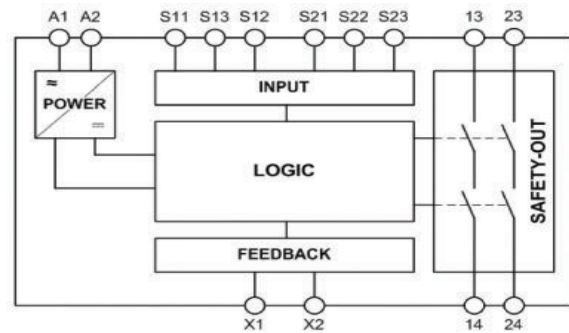 A1 A2 S11 S13 S12 S21 S22 S23 13 23
≂
POWER
⎓
INPUT
LOGIC
SAFETY-OUT
FEEDBACK
X1 X2 14 24